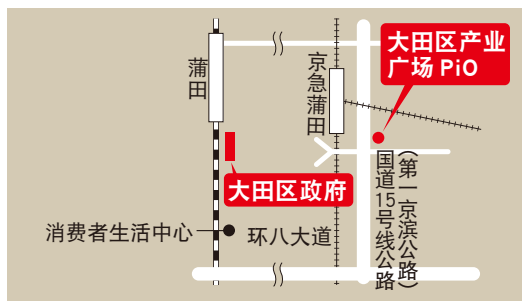 蒲田
京急蒲田
大田区产业
广场 PiO
大田区政府
消费者生活中心
环八大道
国道15号线公路
(第一京滨公路)